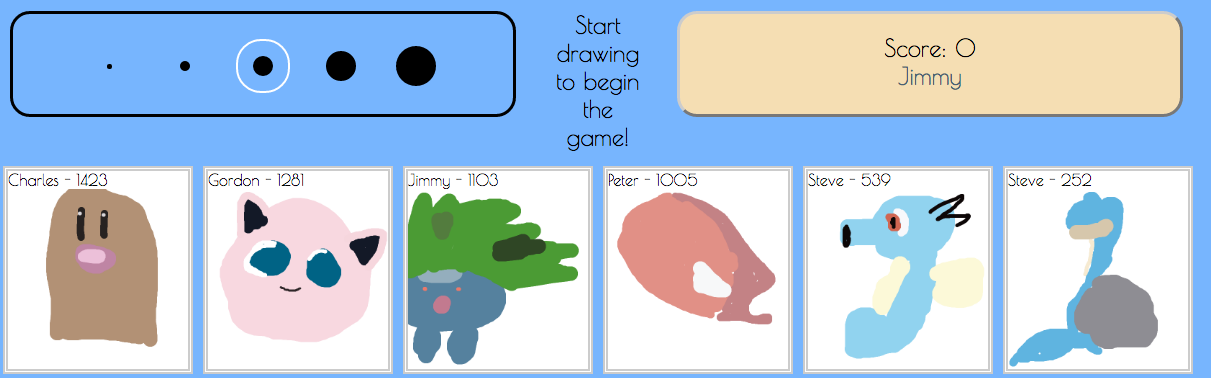 Start
drawing
to begin
the
game!
Score: 0
Jimmy
Charles - 1423
Gordon - 1281
Jimmy - 1103
Peter - 1005
Steve - 539
Steve - 252